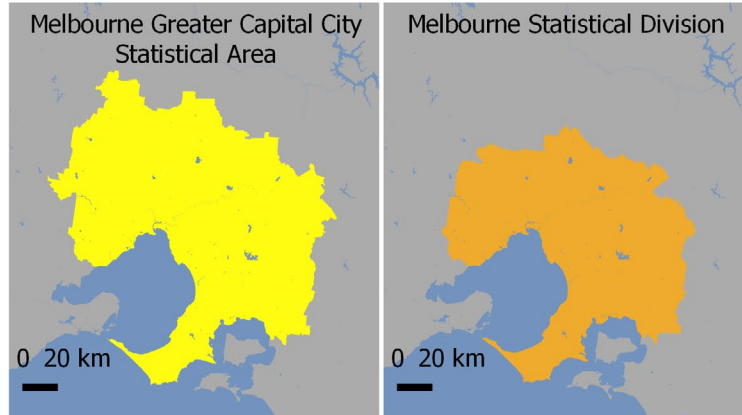 Melbourne Greater Capital City
Statistical Area
0 20 km
Melbourne Statistical Division
0 20 km